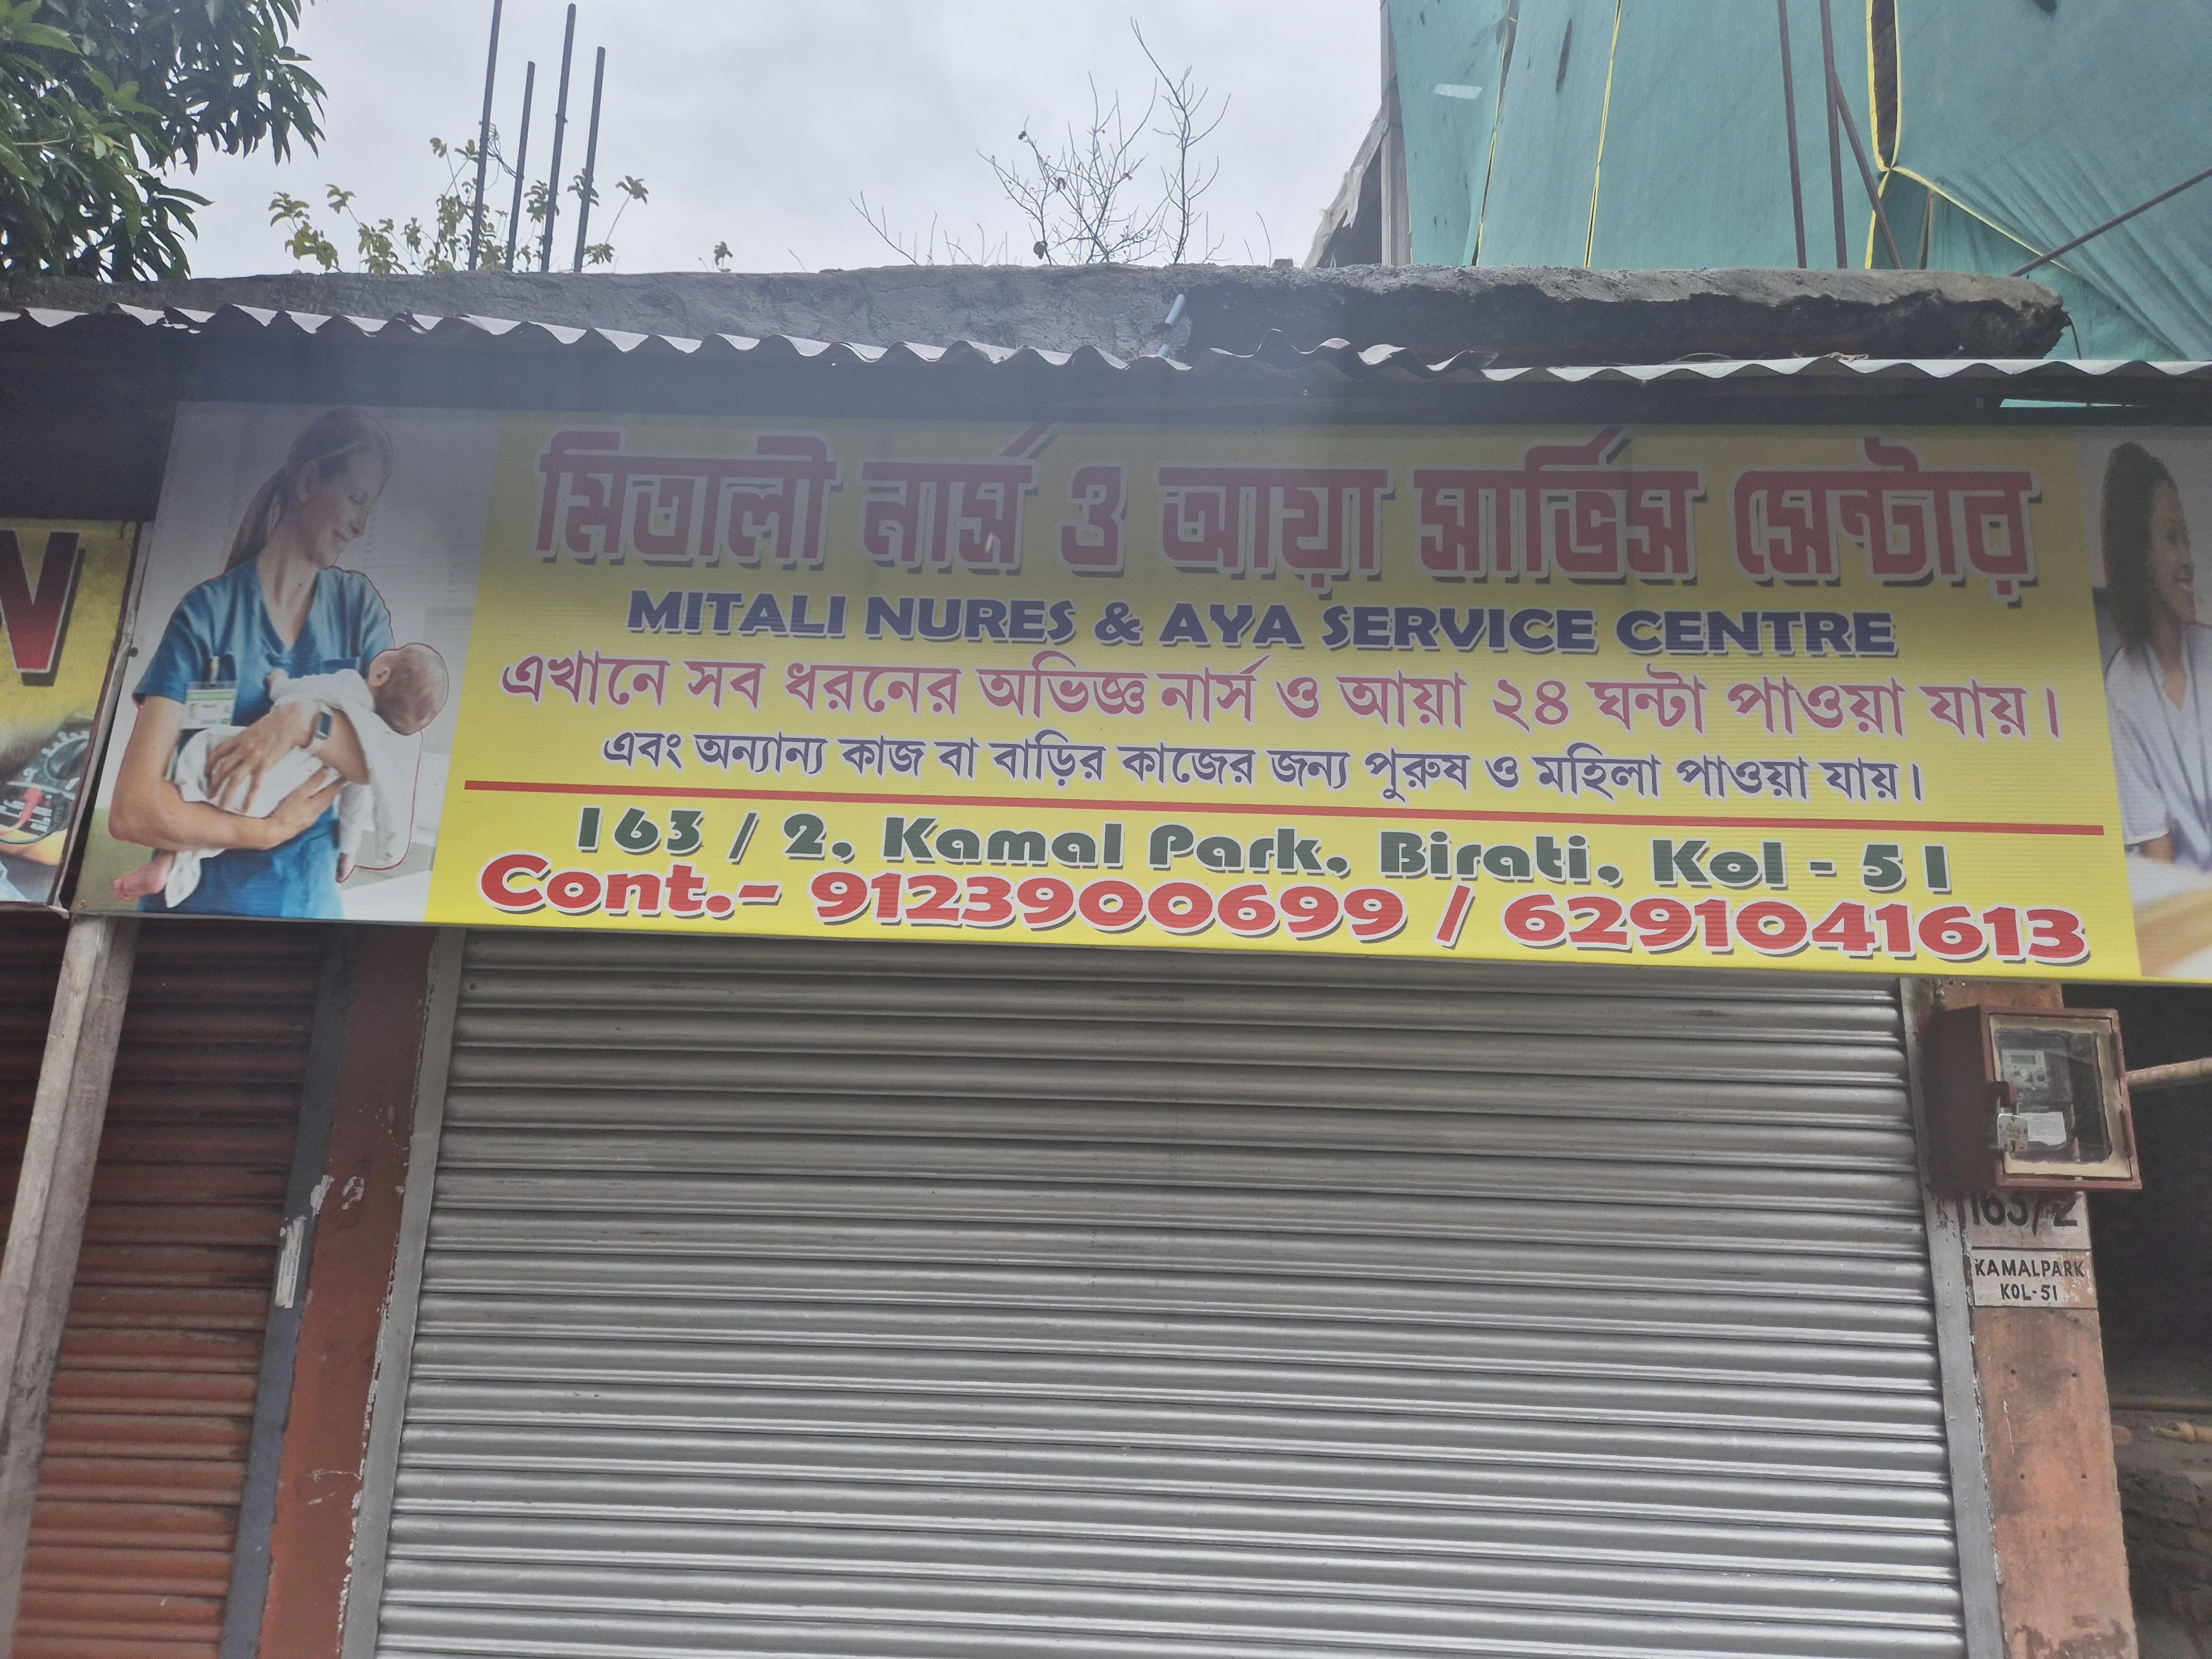 মিতালী নার্স ও আয়া সার্ভিস সেন্টার
MITALI NURES & AYA SERVICE CENTRE
এখানে সব ধরনের অভিজ্ঞ নার্স ও আয়া ২৪ ঘন্টা পাওয়া যায়।
এবং অন্যান্য কাজ বা বাড়ির কাজের জন্য পুরুষ ও মহিলা পাওয়া যায়।
163 / 2, Kamal Park, Birati, Kol - 51
Cont.- 9123900699 / 6291041613
N
163/2
KAMALPARK
KOL-51